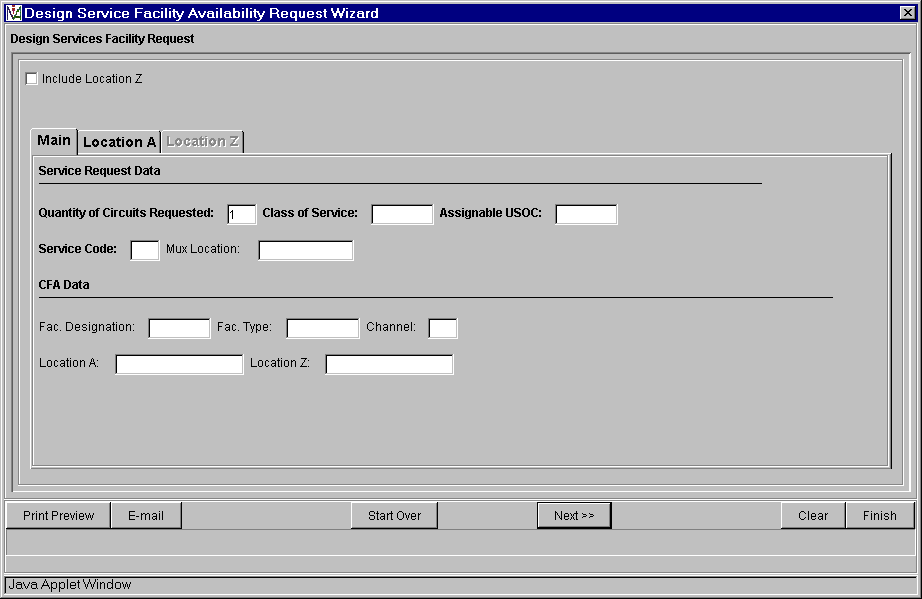 Design Service Facility Availability Request Wizard
Design Services Facility Request
Include Location Z
Main Location A Location Z
Service Request Data
Quantity of Circuits Requested: 1 Class of Service: Assignable USOC:
Service Code: Mux Location:
CFA Data
Fac. Designation: Fac. Type: Channel:
Location A: Location Z:
Print Preview E-mail Start Over Next >> Clear Finish
Java Applet Window